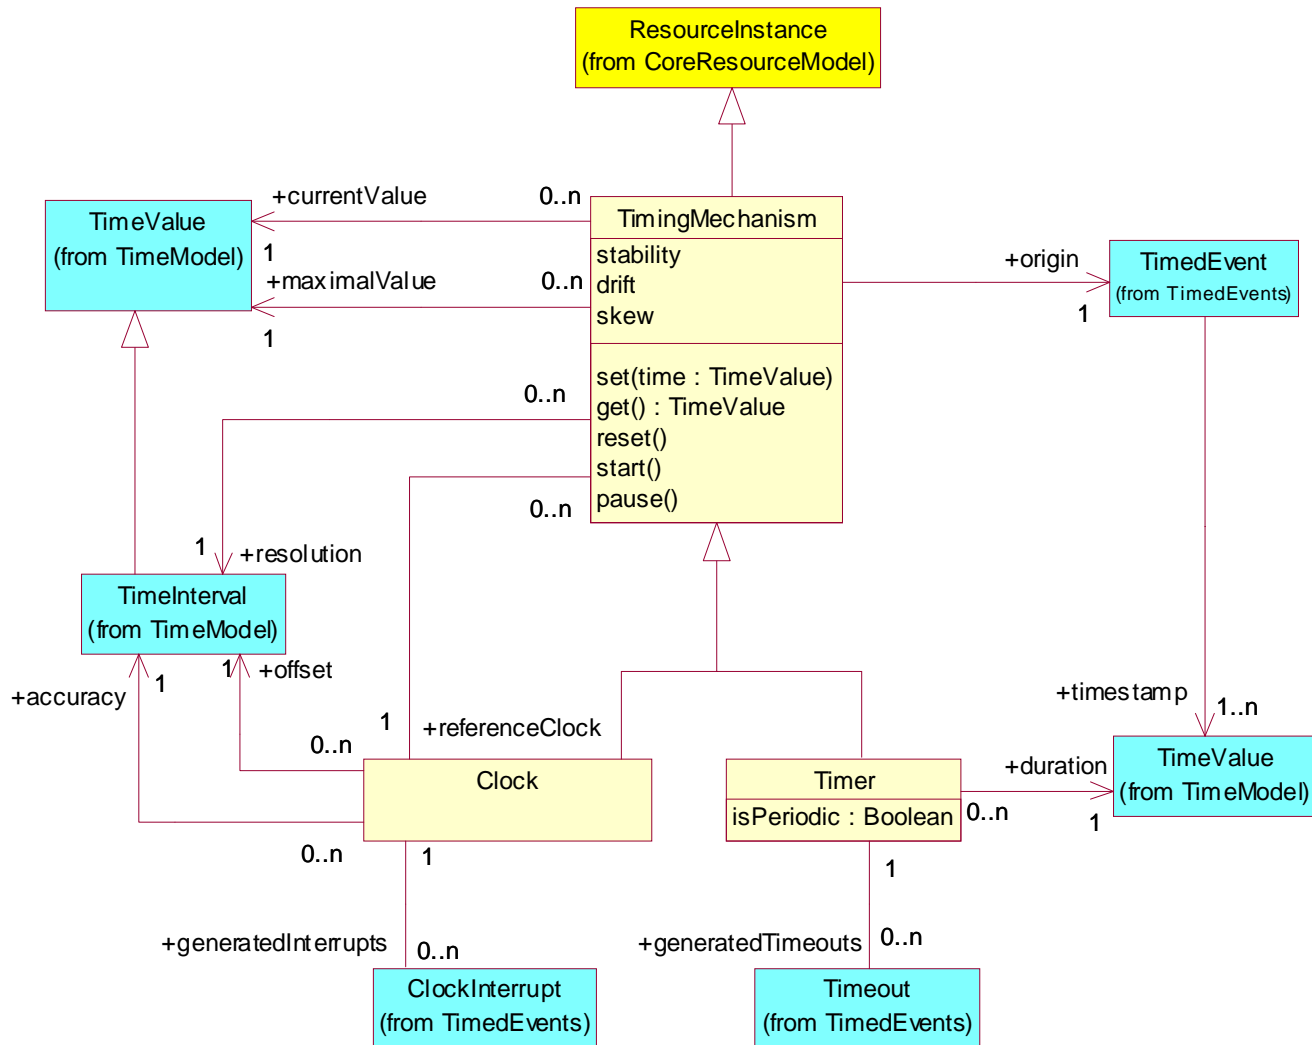 ResourceInstance
(from CoreResourceModel)
+currentValue
0..n
TimeValue
(from TimeModel)
1
+maximalValue
0..n
1
TimingMechanism
stability
drift
skew
set(time : TimeValue)
get() : TimeValue
reset()
start()
pause()
+origin
1
TimedEvent
(from TimedEvents)
0..n
0..n
1
+resolution
TimeInterval
(from TimeModel)
+accuracy
1
1
+offset
0..n
1
+referenceClock
+timestamp
1..n
Clock
Timer
isPeriodic : Boolean
+duration
0..n
1
TimeValue
(from TimeModel)
0..n
1
1
+generatedInterrupts
0..n
+generatedTimeouts
0..n
ClockInterrupt
(from TimedEvents)
Timeout
(from TimedEvents)